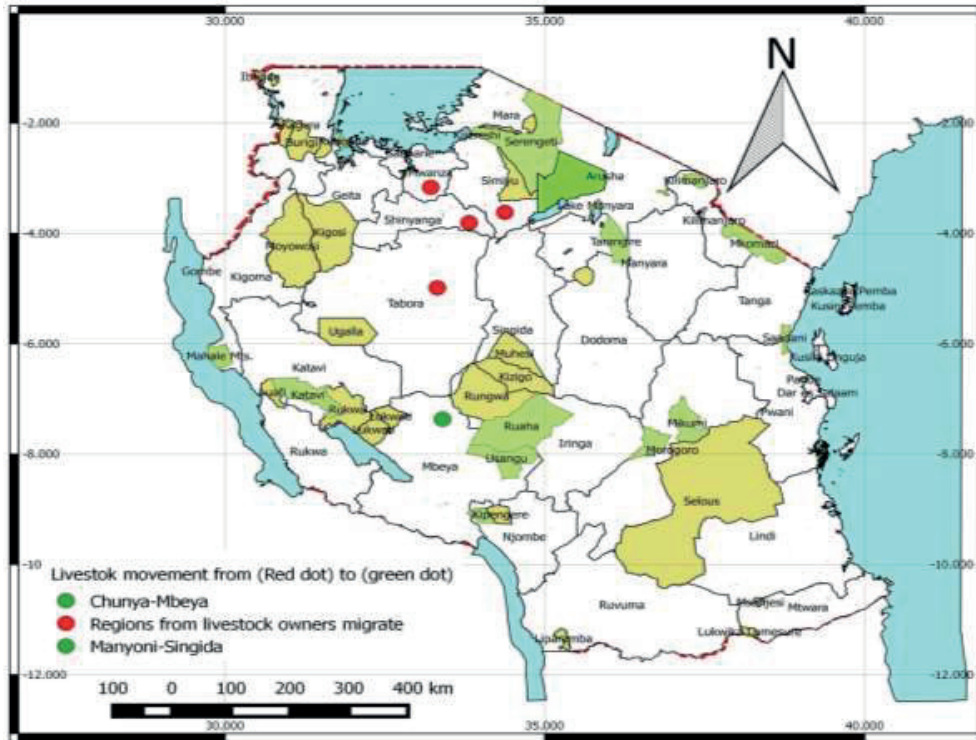 30.000 35.000 40.000
N
Mara
-2.000 -2.000
Serengeti
Mwanza
Simiyu
Arusha
Kilimanjaro
Geita
Lake Manyara
Shinyanga
Kilimanjaro
-4.000 -4.000
Kigosi
Moyowosi
Tarangire
Mkomazi
Manyara
Gombe
Kigoma
Tabora
Tanga
Ugalla
Singida
Dodoma
-6.000 -6.000
Saadani
Mahale Mts.
Muhesi
Katavi
Kizigo
Katavi
Rungwa
Rukwa
Pwani
Ruaha
Mikumi
Iringa
Morogoro
-8.000 -8.000
Rukwa
Mbeya
Usangu
Selous
Kipengere
Njombe
Lindi
-10.000 -10.000
Livestok movement from (Red dot) to (green dot)
Chunya-Mbeya
Regions from livestock owners migrate
Manyoni-Singida
Ruvuma
Mtwara
Liparamba
-12.000 -12.000
100 0 100 200 300 400 km
30.000 35.000 40.000